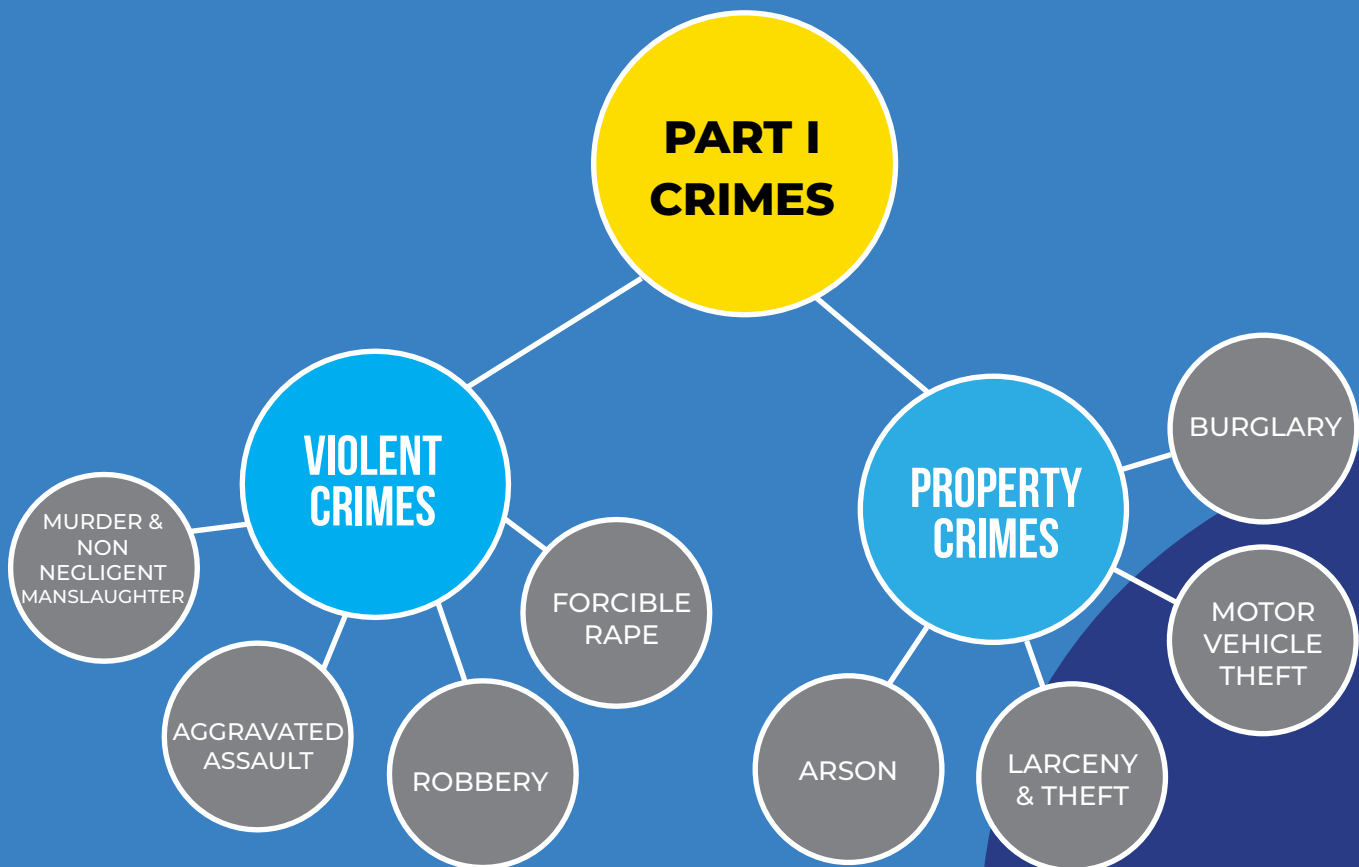 PART I
CRIMES
VIOLENT
CRIMES
MURDER &
NON
NEGLIGENT
MANSLAUGHTER
AGGRAVATED
ASSAULT
ROBBERY
FORCIBLE
RAPE
PROPERTY
CRIMES
ARSON
LARCENY
& THEFT
MOTOR
VEHICLE
THEFT
BURGLARY